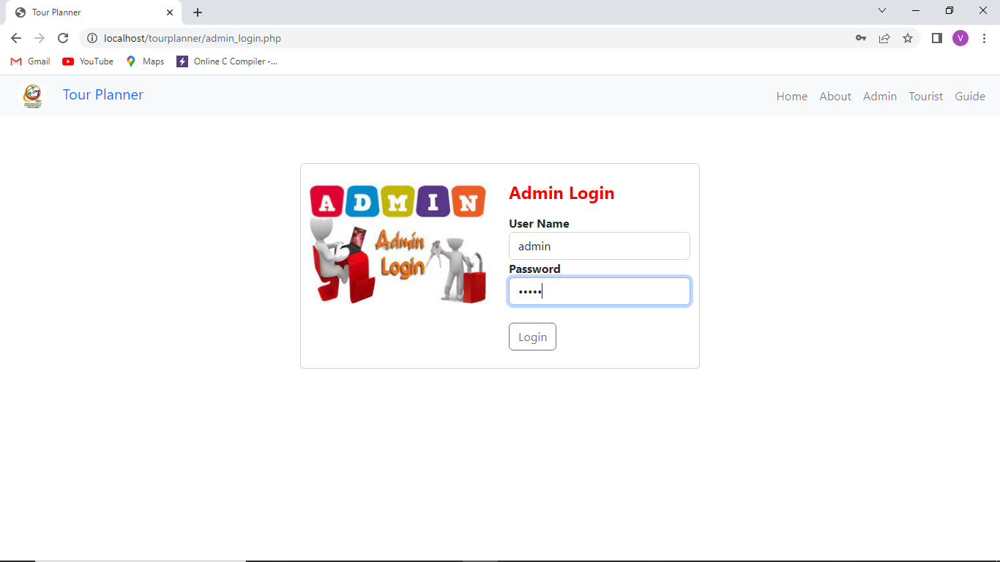 Tour Planner
localhost/tourplanner/admin_login.php
V
Gmail YouTube Maps Online C Compiler -...
Tour Planner Home About Admin Tourist Guide
ADMIN
Admin
Login
Admin Login
User Name
admin
Password
•••••
Login